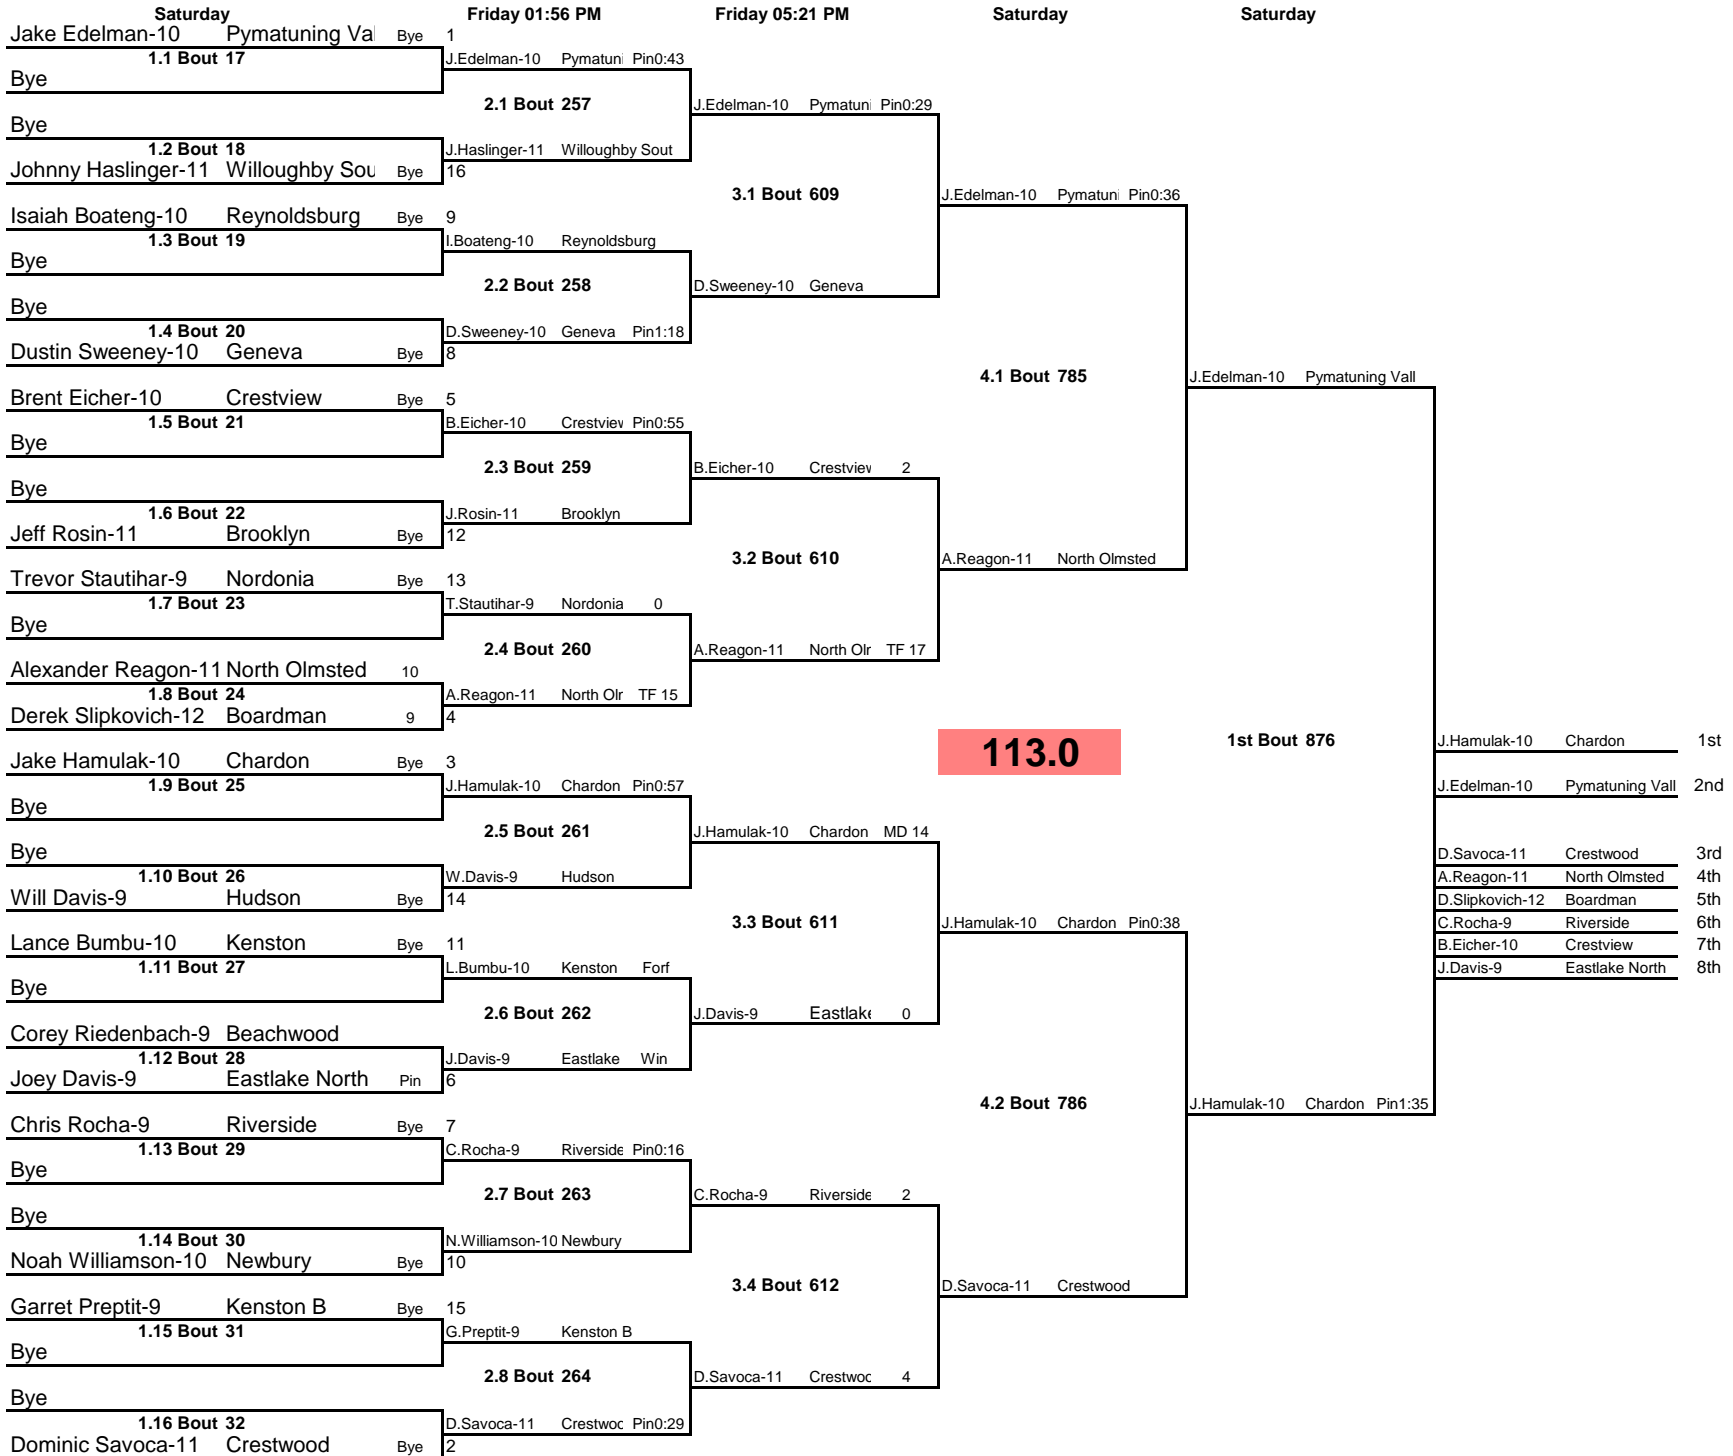 Saturday Friday 01:56 PM Friday 05:21 PM Saturday Saturday
Jake Edelman-10 Pymatuning Va Bye 1
1.1 Bout 17
J.Edelman-10 Pymatuni Pin0:43
Bye
2.1 Bout 257
J.Edelman-10 Pymatuni Pin0:29
Bye
1.2 Bout 18
J.Haslinger-11 Willoughby Sout
Johnny Haslinger-11 Willoughby Sou Bye 16
3.1 Bout 609
J.Edelman-10 Pymatuni Pin0:36
Isaiah Boateng-10 Reynoldsburg Bye 9
1.3 Bout 19
I.Boateng-10 Reynoldsburg
Bye
2.2 Bout 258
D.Sweeney-10 Geneva
Bye
1.4 Bout 20
D.Sweeney-10 Geneva Pin1:18
Dustin Sweeney-10 Geneva Bye 8
4.1 Bout 785
J.Edelman-10 Pymatuning Vall
Brent Eicher-10 Crestview Bye 5
1.5 Bout 21
B.Eicher-10 Crestview Pin0:55
Bye
2.3 Bout 259
B.Eicher-10 Crestview 2
Bye
1.6 Bout 22
J.Rosin-11 Brooklyn
Jeff Rosin-11 Brooklyn Bye 12
3.2 Bout 610
A.Reagon-11 North Olmsted
Trevor Stautihar-9 Nordonia Bye 13
1.7 Bout 23
T.Stautihar-9 Nordonia 0
Bye
2.4 Bout 260
A.Reagon-11 North Olr TF 17
Alexander Reagon-11 North Olmsted 10
1.8 Bout 24
A.Reagon-11 North Olr TF 15
Derek Slipkovich-12 Boardman 9 4
113.0
1st Bout 876
J.Hamulak-10 Chardon 1st
Jake Hamulak-10 Chardon Bye 3
1.9 Bout 25
J.Hamulak-10 Chardon Pin0:57
J.Edelman-10 Pymatuning Vall 2nd
Bye
2.5 Bout 261
J.Hamulak-10 Chardon MD 14
Bye
D.Savoca-11 Crestwood 3rd
1.10 Bout 26
W.Davis-9 Hudson
A.Reagon-11 North Olmsted 4th
Will Davis-9 Hudson Bye 14
D.Slipkovich-12 Boardman 5th
3.3 Bout 611
J.Hamulak-10 Chardon Pin0:38
C.Rocha-9 Riverside 6th
Lance Bumbu-10 Kenston Bye 11
B.Eicher-10 Crestview 7th
1.11 Bout 27
L.Bumbu-10 Kenston Forf
J.Davis-9 Eastlake North 8th
Bye
2.6 Bout 262
J.Davis-9 Eastlake 0
Corey Riedenbach-9 Beachwood
1.12 Bout 28
J.Davis-9 Eastlake Win
Joey Davis-9 Eastlake North Pin 6
4.2 Bout 786
J.Hamulak-10 Chardon Pin1:35
Chris Rocha-9 Riverside Bye 7
1.13 Bout 29
C.Rocha-9 Riverside Pin0:16
Bye
2.7 Bout 263
C.Rocha-9 Riverside 2
Bye
1.14 Bout 30
N.Williamson-10 Newbury
Noah Williamson-10 Newbury Bye 10
3.4 Bout 612
D.Savoca-11 Crestwood
Garret Preptit-9 Kenston B Bye 15
1.15 Bout 31
G.Preptit-9 Kenston B
Bye
2.8 Bout 264
D.Savoca-11 Crestwoc 4
Bye
1.16 Bout 32
D.Savoca-11 Crestwoc Pin0:29
Dominic Savoca-11 Crestwood Bye 2